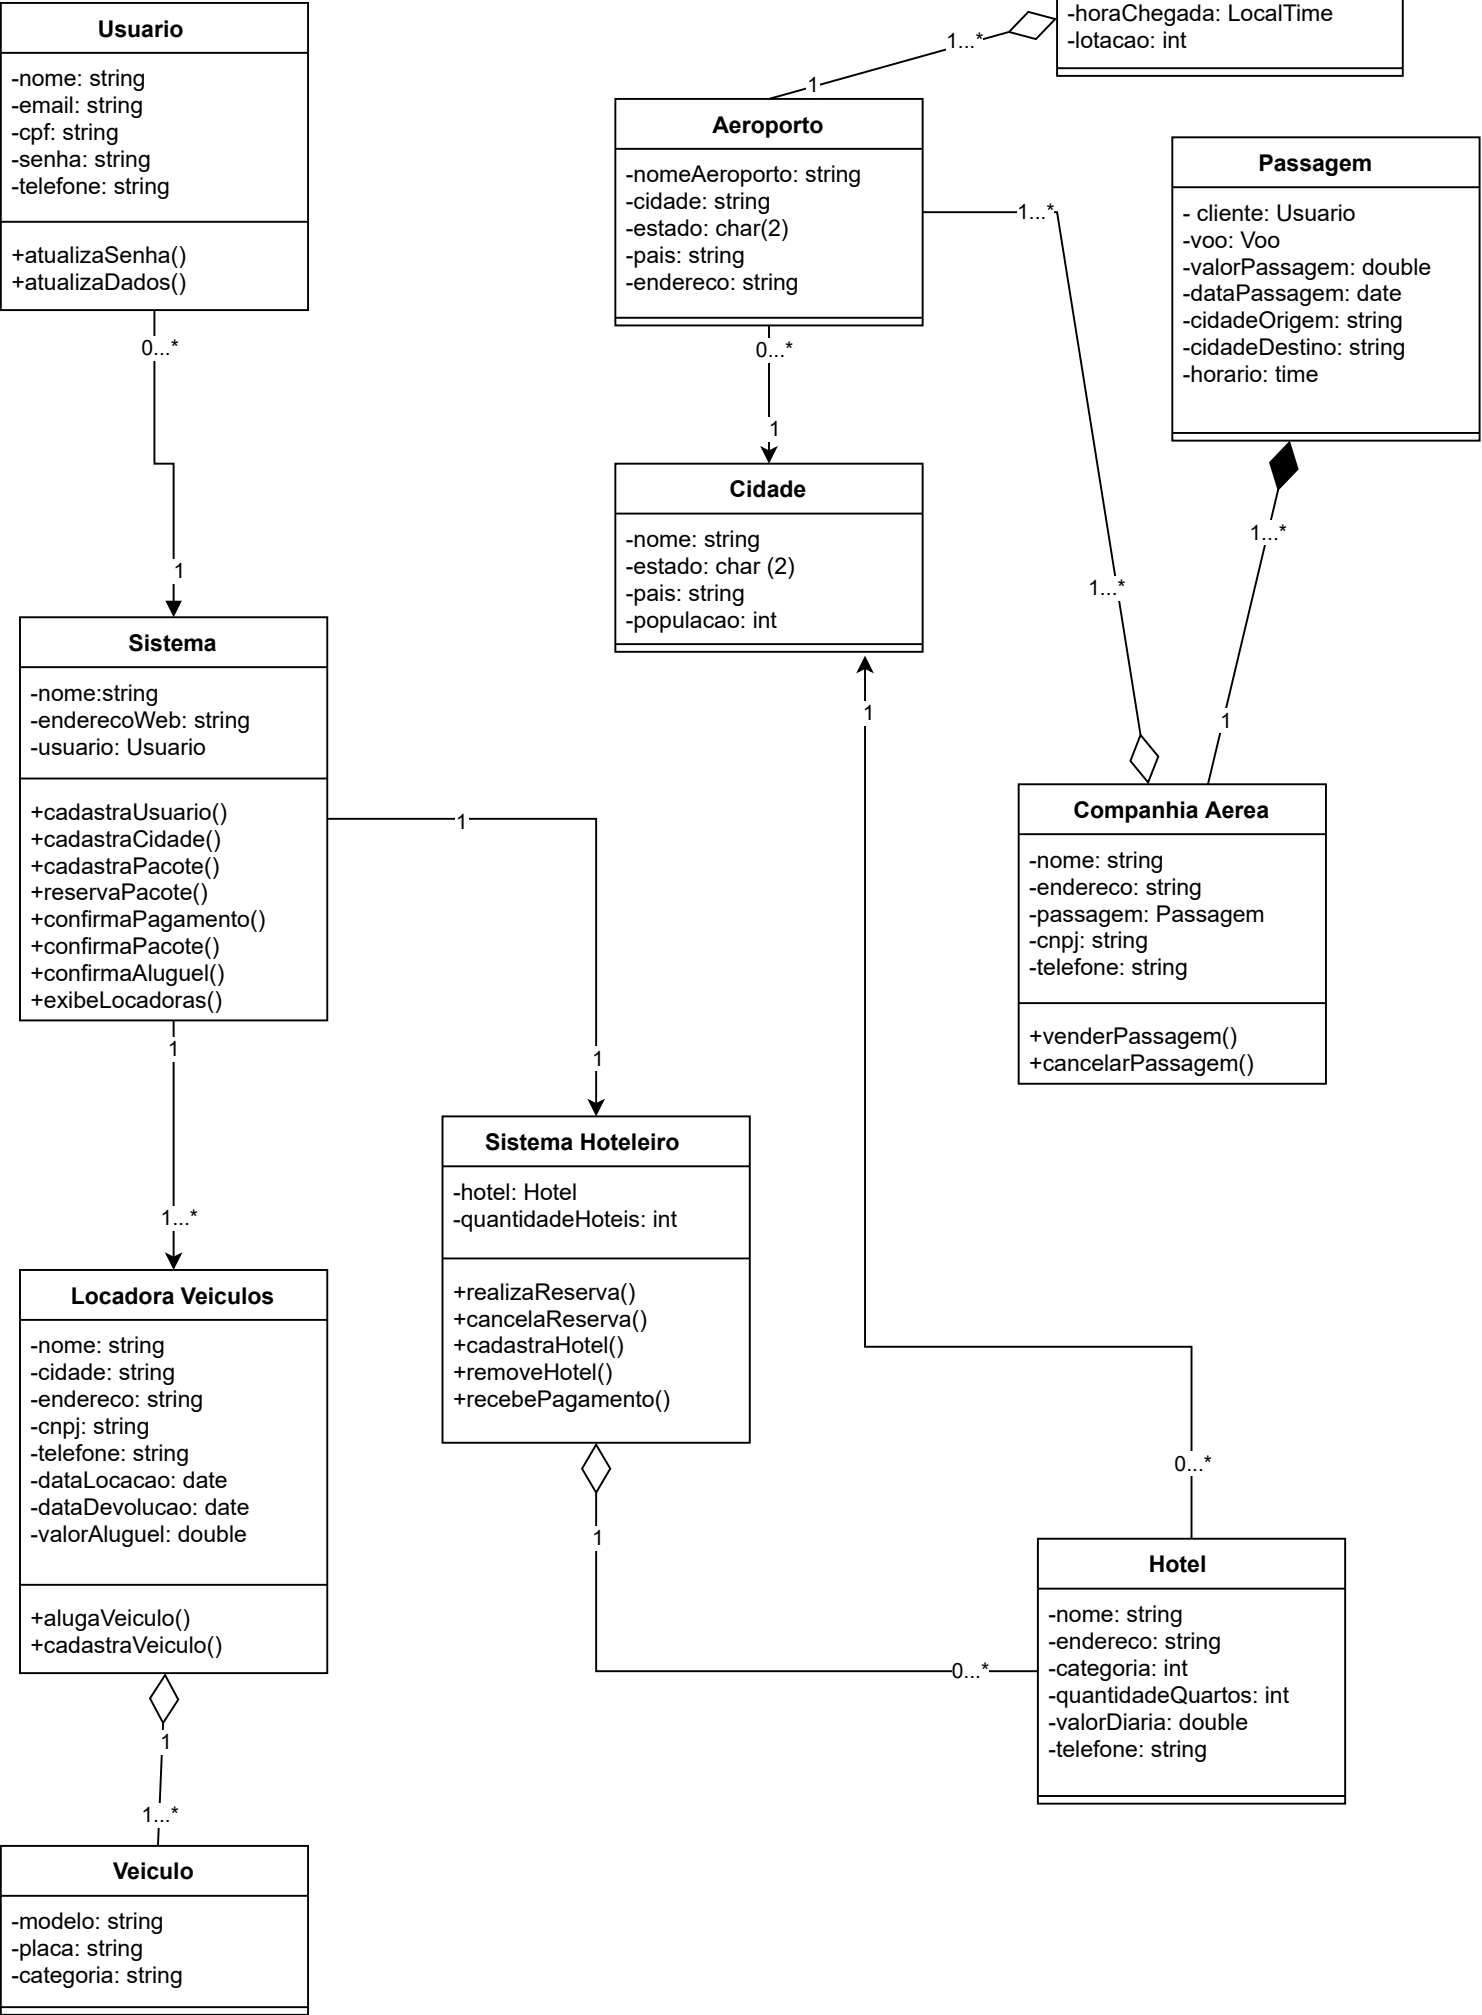 Usuario
-nome: string
-email: string
-cpf: string
-senha: string
-telefone: string
+atualizaSenha()
+atualizaDados()
0...*
1
-horaChegada: LocalTime
-lotacao: int
1...*
1
Aeroporto
-nomeAeroporto: string
-cidade: string
-estado: char(2)
-pais: string
-endereco: string
1...*
0...*
1
Passagem
- cliente: Usuario
-voo: Voo
-valorPassagem: double
-dataPassagem: date
-cidadeOrigem: string
-cidadeDestino: string
-horario: time
1...*
1
Cidade
-nome: string
-estado: char (2)
-pais: string
-populacao: int
1
1...*
Sistema
-nome:string
-enderecoWeb: string
-usuario: Usuario
+cadastraUsuario()
+cadastraCidade()
+cadastraPacote()
+reservaPacote()
+confirmaPagamento()
+confirmaPacote()
+confirmaAluguel()
+exibeLocadoras()
1
1
1
1...*
Companhia Aerea
-nome: string
-endereco: string
-passagem: Passagem
-cnpj: string
-telefone: string
+venderPassagem()
+cancelarPassagem()
Sistema Hoteleiro
-hotel: Hotel
-quantidadeHoteis: int
+realizaReserva()
+cancelaReserva()
+cadastraHotel()
+removeHotel()
+recebePagamento()
1
0...*
Locadora Veiculos
-nome: string
-cidade: string
-endereco: string
-cnpj: string
-telefone: string
-dataLocacao: date
-dataDevolucao: date
-valorAluguel: double
+alugaVeiculo()
+cadastraVeiculo()
1
1...*
0...*
Hotel
-nome: string
-endereco: string
-categoria: int
-quantidadeQuartos: int
-valorDiaria: double
-telefone: string
Veiculo
-modelo: string
-placa: string
-categoria: string